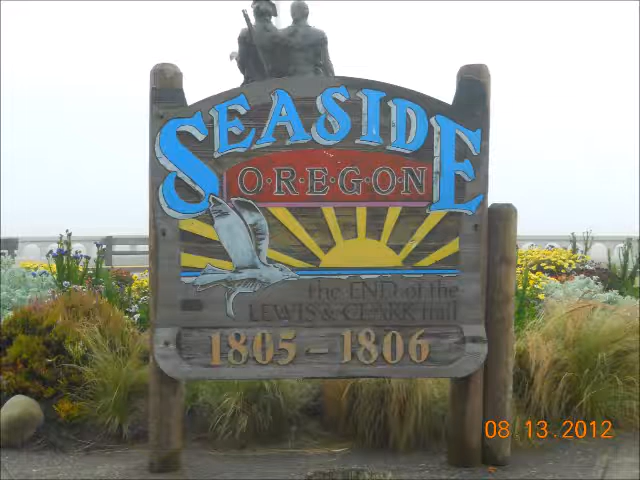 SEASIDE
O·R·E·G·O·N
the END of the
LEWIS & CLARK trail
1805 – 1806
08.13.2012